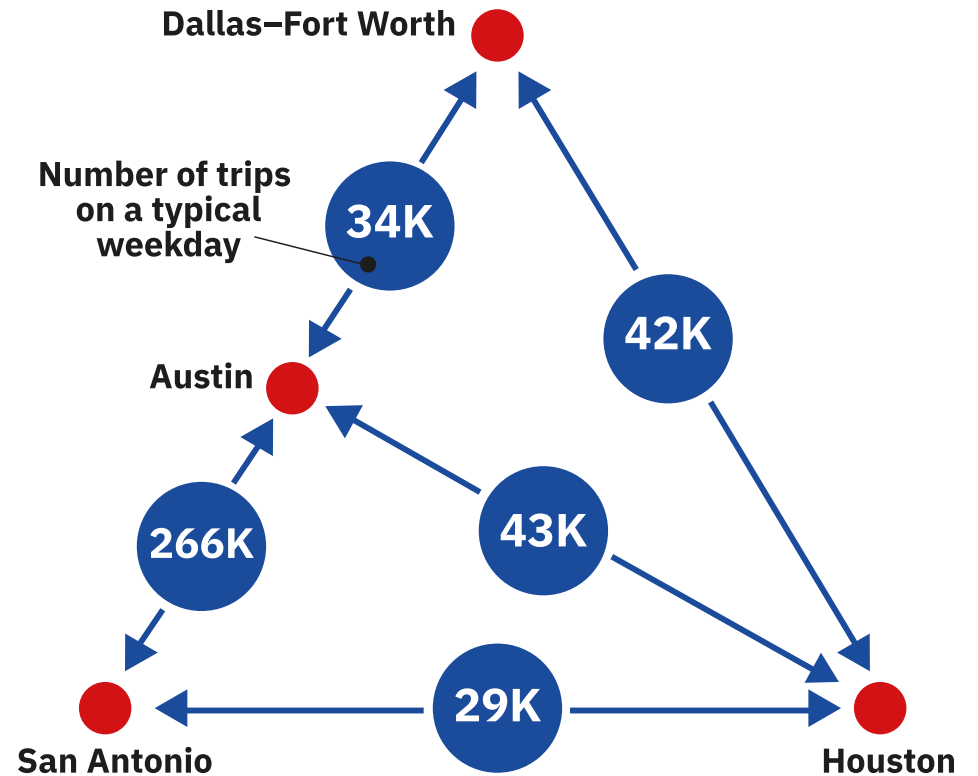 Dallas–Fort Worth
Number of trips
on a typical
weekday
34K
42K
Austin
266K
43K
29K
San Antonio
Houston